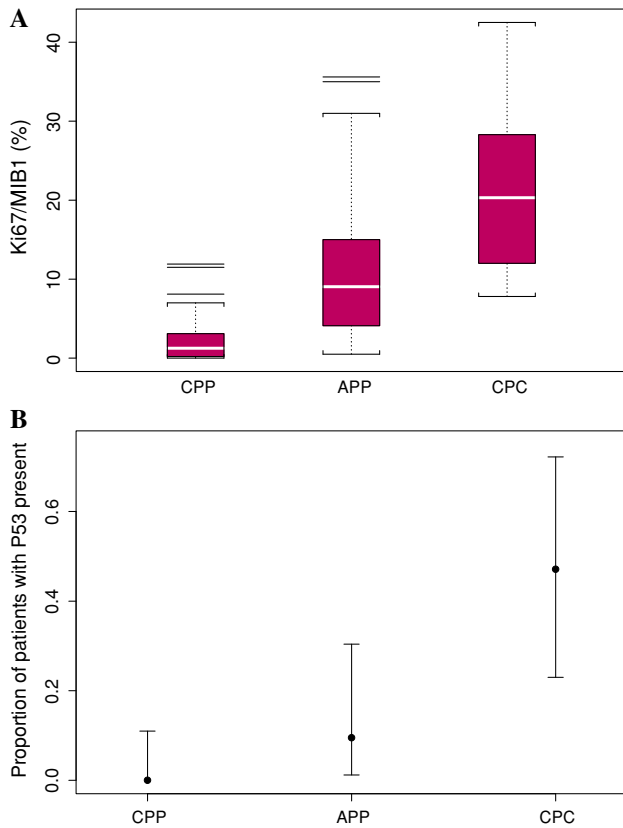 A
Ki67/MIB1 (%)
40
30
20
10
0
CPP APP CPC
B
Proportion of patients with P53 present
0.6
0.4
0.2
0.0
CPP APP CPC